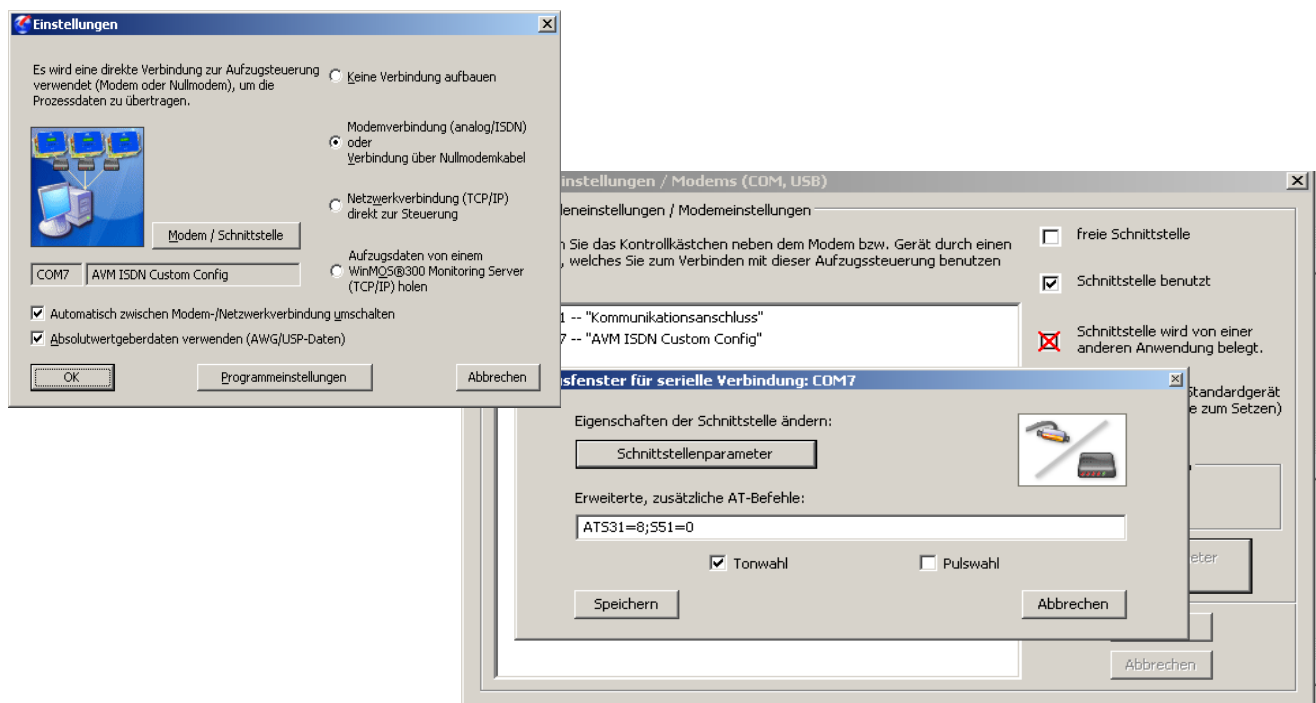 Einstellungen
Es wird eine direkte Verbindung zur Aufzugsteuerung
verwendet (Modem oder Nullmodem), um die
Prozessdaten zu übertragen.
Keine Verbindung aufbauen
Modemverbindung (analog/ISDN)
oder
Verbindung über Nullmodemkabel
Netzwerkverbindung (TCP/IP)
direkt zur Steuerung
Modem / Schnittstelle
Aufzugsdaten von einem
WinMOS®300 Monitoring Server
(TCP/IP) holen
COM7
AVM ISDN Custom Config
Automatisch zwischen Modem-/Netzwerkverbindung umschalten
Absolutwertgeberdaten verwenden (AWG/USP-Daten)
OK
Programmeinstellungen
Abbrechen
instellungen / Modems (COM, USB)
leneinstellungen / Modemeinstellungen
n Sie das Kontrollkästchen neben dem Modem bzw. Gerät durch einen
, welches Sie zum Verbinden mit dieser Aufzugssteuerung benutzen
freie Schnittstelle
Schnittstelle benutzt
Schnittstelle wird von einer
anderen Anwendung belegt.
1 -- "Kommunikationsanschluss"
7 -- "AVM ISDN Custom Config"
Standardgerät
e zum Setzen)
sfenster für serielle Verbindung: COM7
Eigenschaften der Schnittstelle ändern:
Schnittstellenparameter
Erweiterte, zusätzliche AT-Befehle:
ATS31=8;S51=0
Tonwahl
Pulswahl
eter
Speichern
Abbrechen
Abbrechen